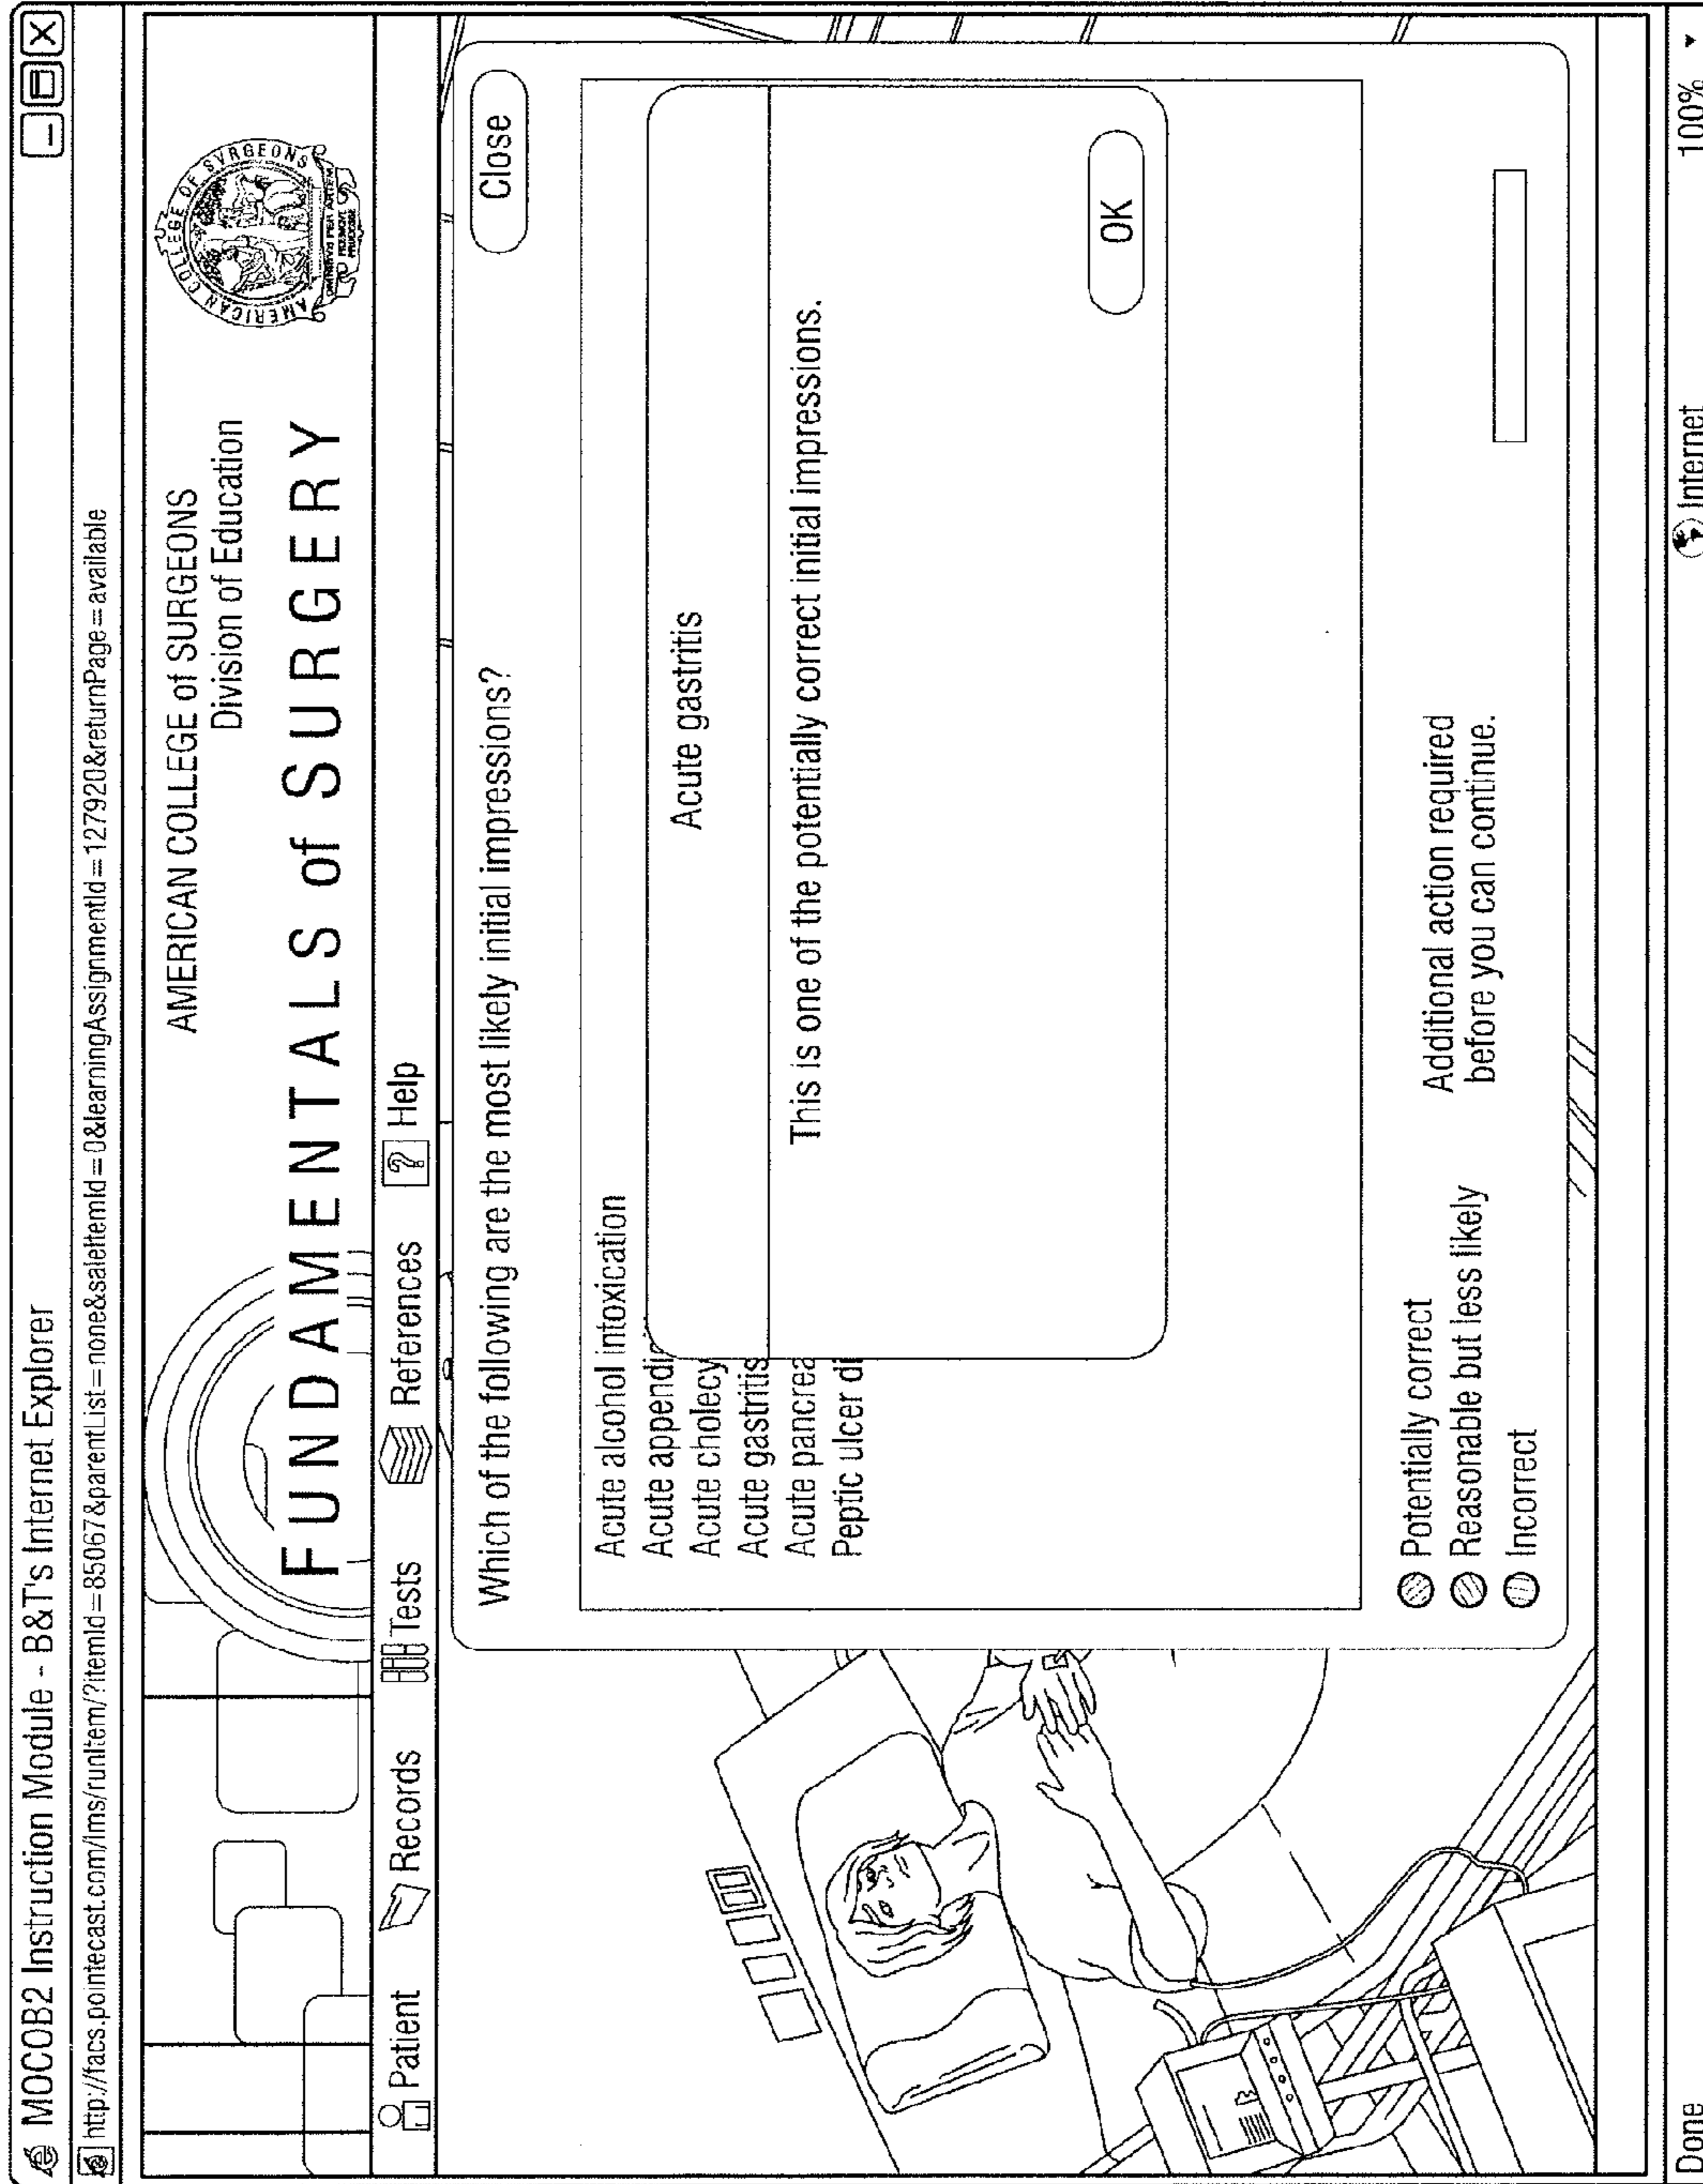 MOCOB2 Instruction Module - B&T's Internet Explorer
http://facs.pointecast.com/lms/runItem/?itemId=85067&parentList=none&saleItemId=0&learningAssignmentId=127920&returnPage=available
AMERICAN COLLEGE of SURGEONS
Division of Education
FUNDAMENTALS of SURGERY
AMERICAN COLLEGE OF SVRGEONS
Patient Records Tests References ? Help
Which of the following are the most likely initial impressions?
Close
Acute alcohol intoxication
Acute appendi
Acute cholecy
Acute gastritis
Acute pancrea
Peptic ulcer di
Acute gastritis
This is one of the potentially correct initial impressions.
OK
Potentially correct
Reasonable but less likely
Incorrect
Additional action required
before you can continue.
Done Internet 100%